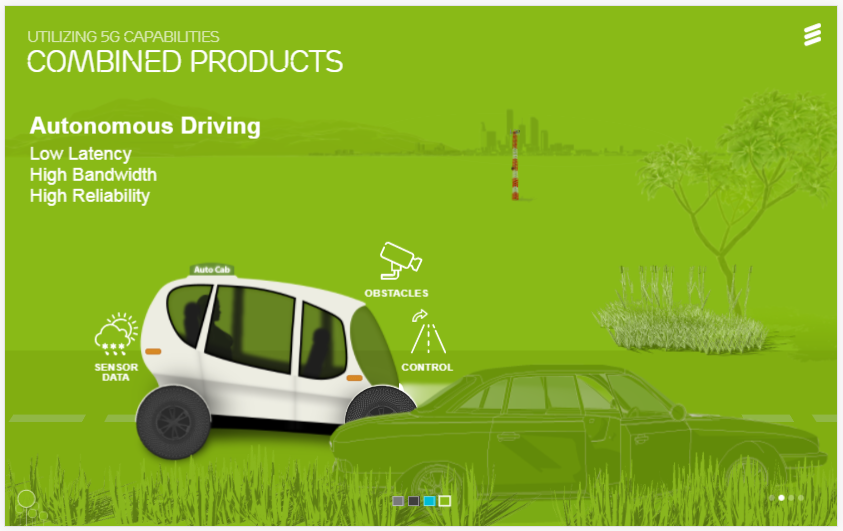 UTILIZING 5G CAPABILITIES
COMBINED PRODUCTS
Autonomous Driving
Low Latency
High Bandwidth
High Reliability
Auto Cab
OBSTACLES
SENSOR
DATA
CONTROL